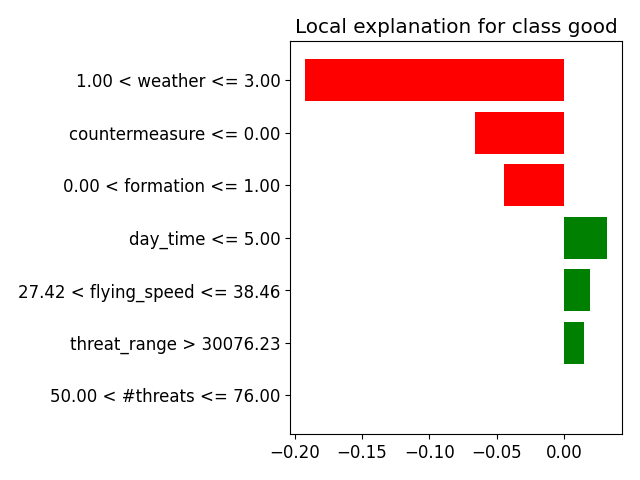 Local explanation for class good
1.00 < weather <= 3.00
countermeasure <= 0.00
0.00 < formation <= 1.00
day_time <= 5.00
27.42 < flying_speed <= 38.46
threat_range > 30076.23
50.00 < #threats <= 76.00
−0.20 −0.15 −0.10 −0.05 0.00